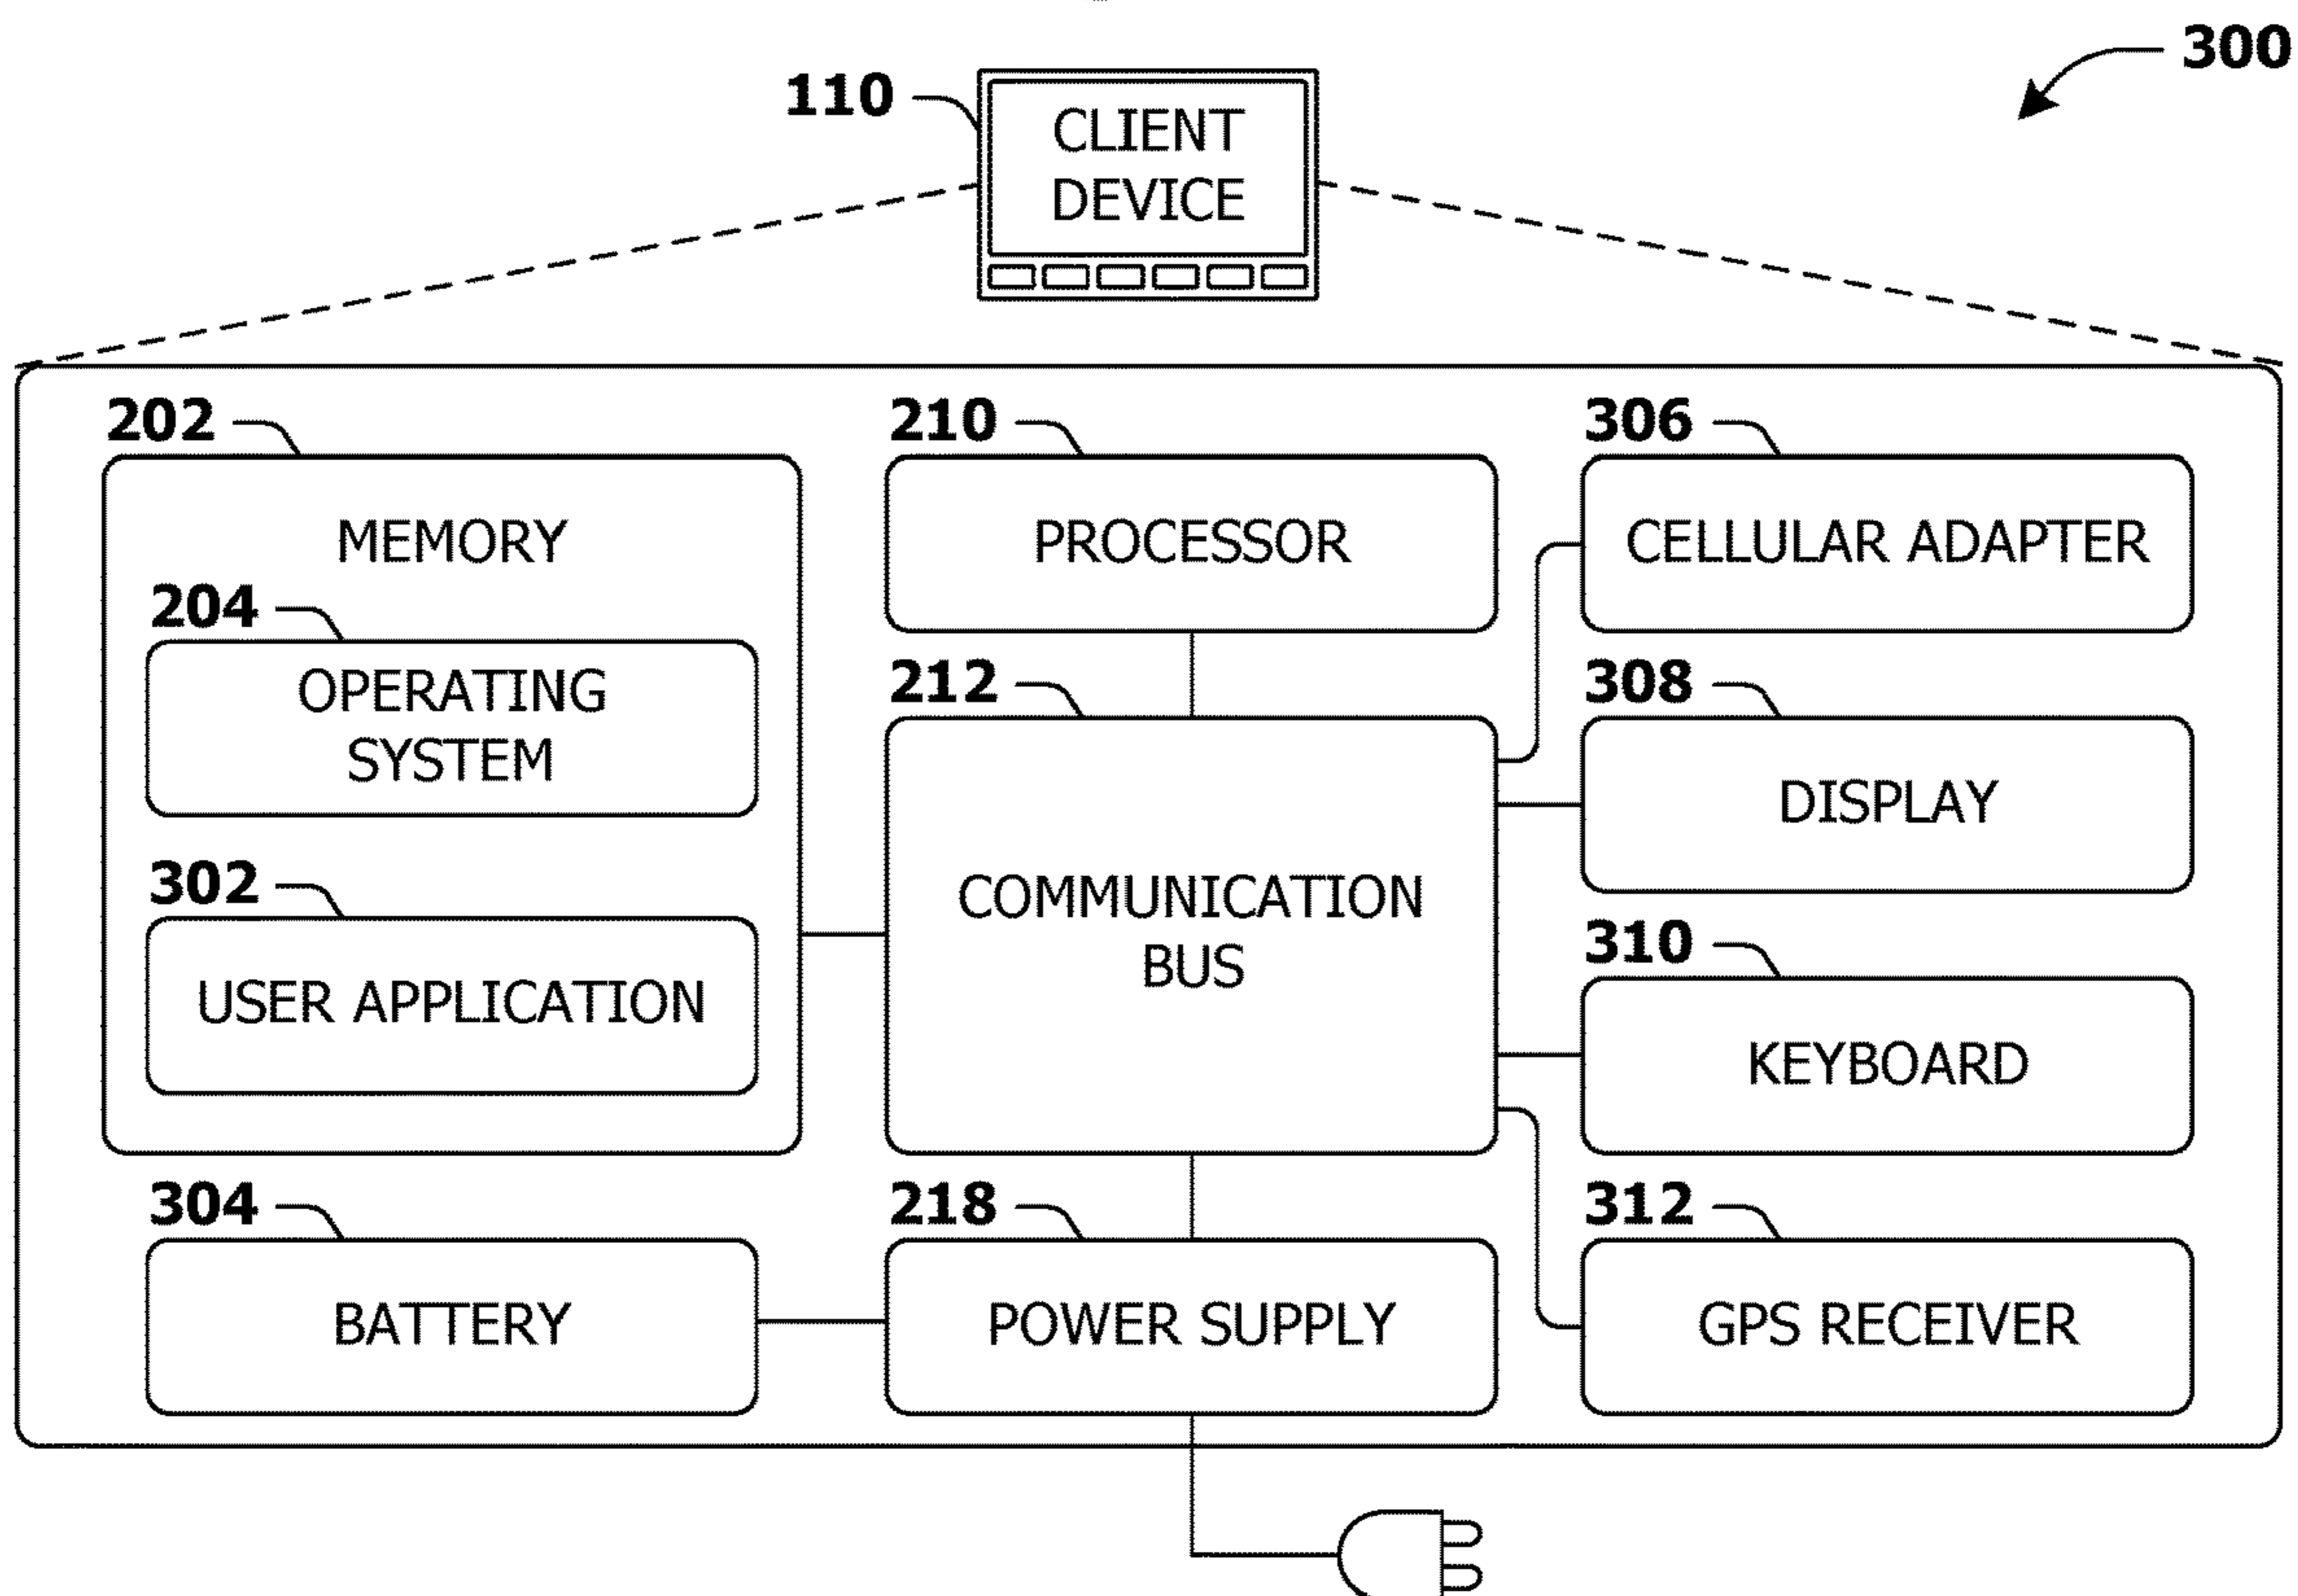 300
110
CLIENT
DEVICE
202
MEMORY
204
OPERATING
SYSTEM
302
USER APPLICATION
304
BATTERY
210
PROCESSOR
212
COMMUNICATION
BUS
218
POWER SUPPLY
306
CELLULAR ADAPTER
308
DISPLAY
310
KEYBOARD
312
GPS RECEIVER